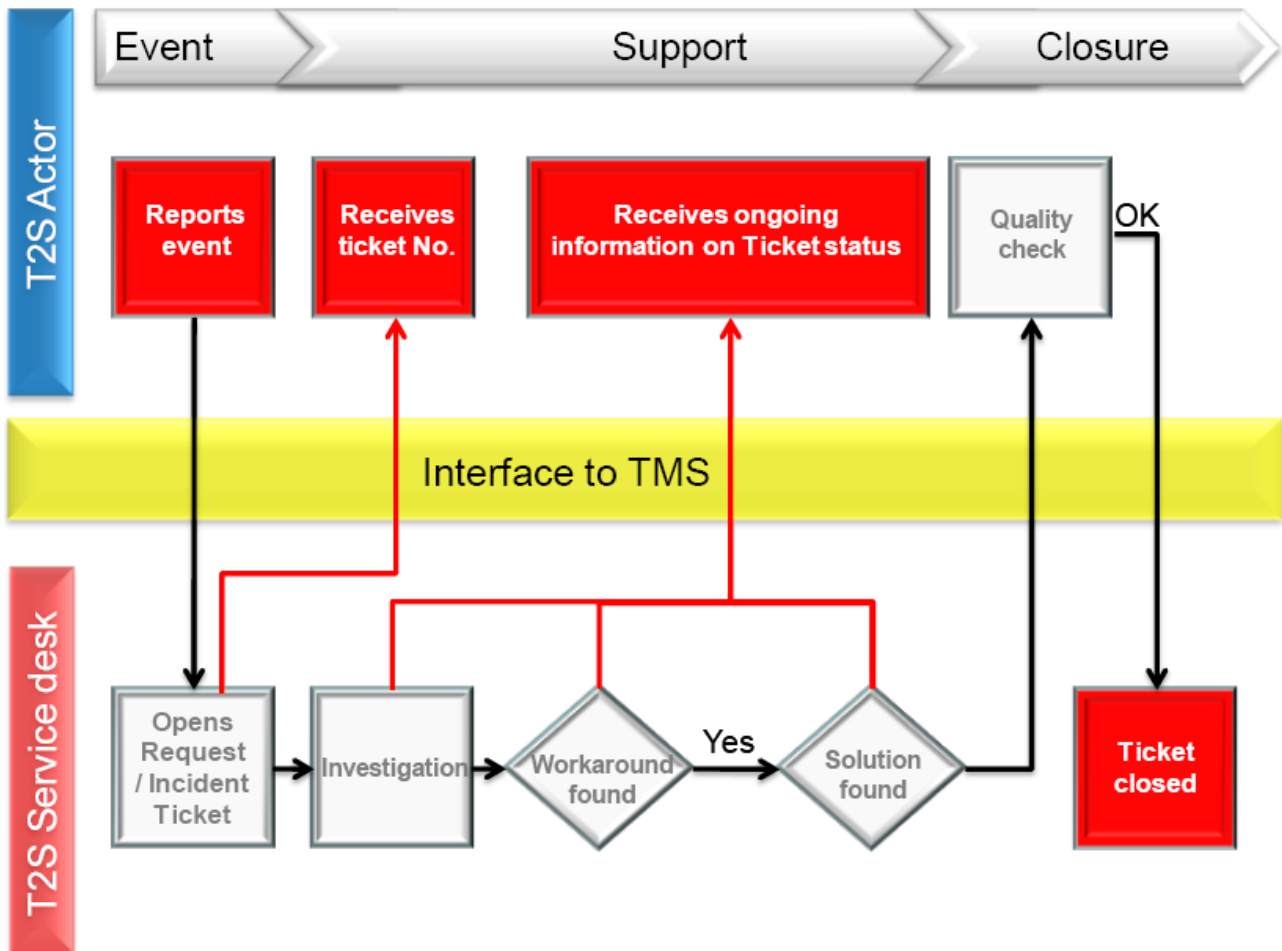 Event
Support
Closure
T2S Actor
Reports
event
Receives
ticket No.
Receives ongoing
information on Ticket status
Quality
check
OK
Interface to TMS
T2S Service desk
Opens
Request
/ Incident
Ticket
Investigation
Workaround
found
Yes
Solution
found
Ticket
closed